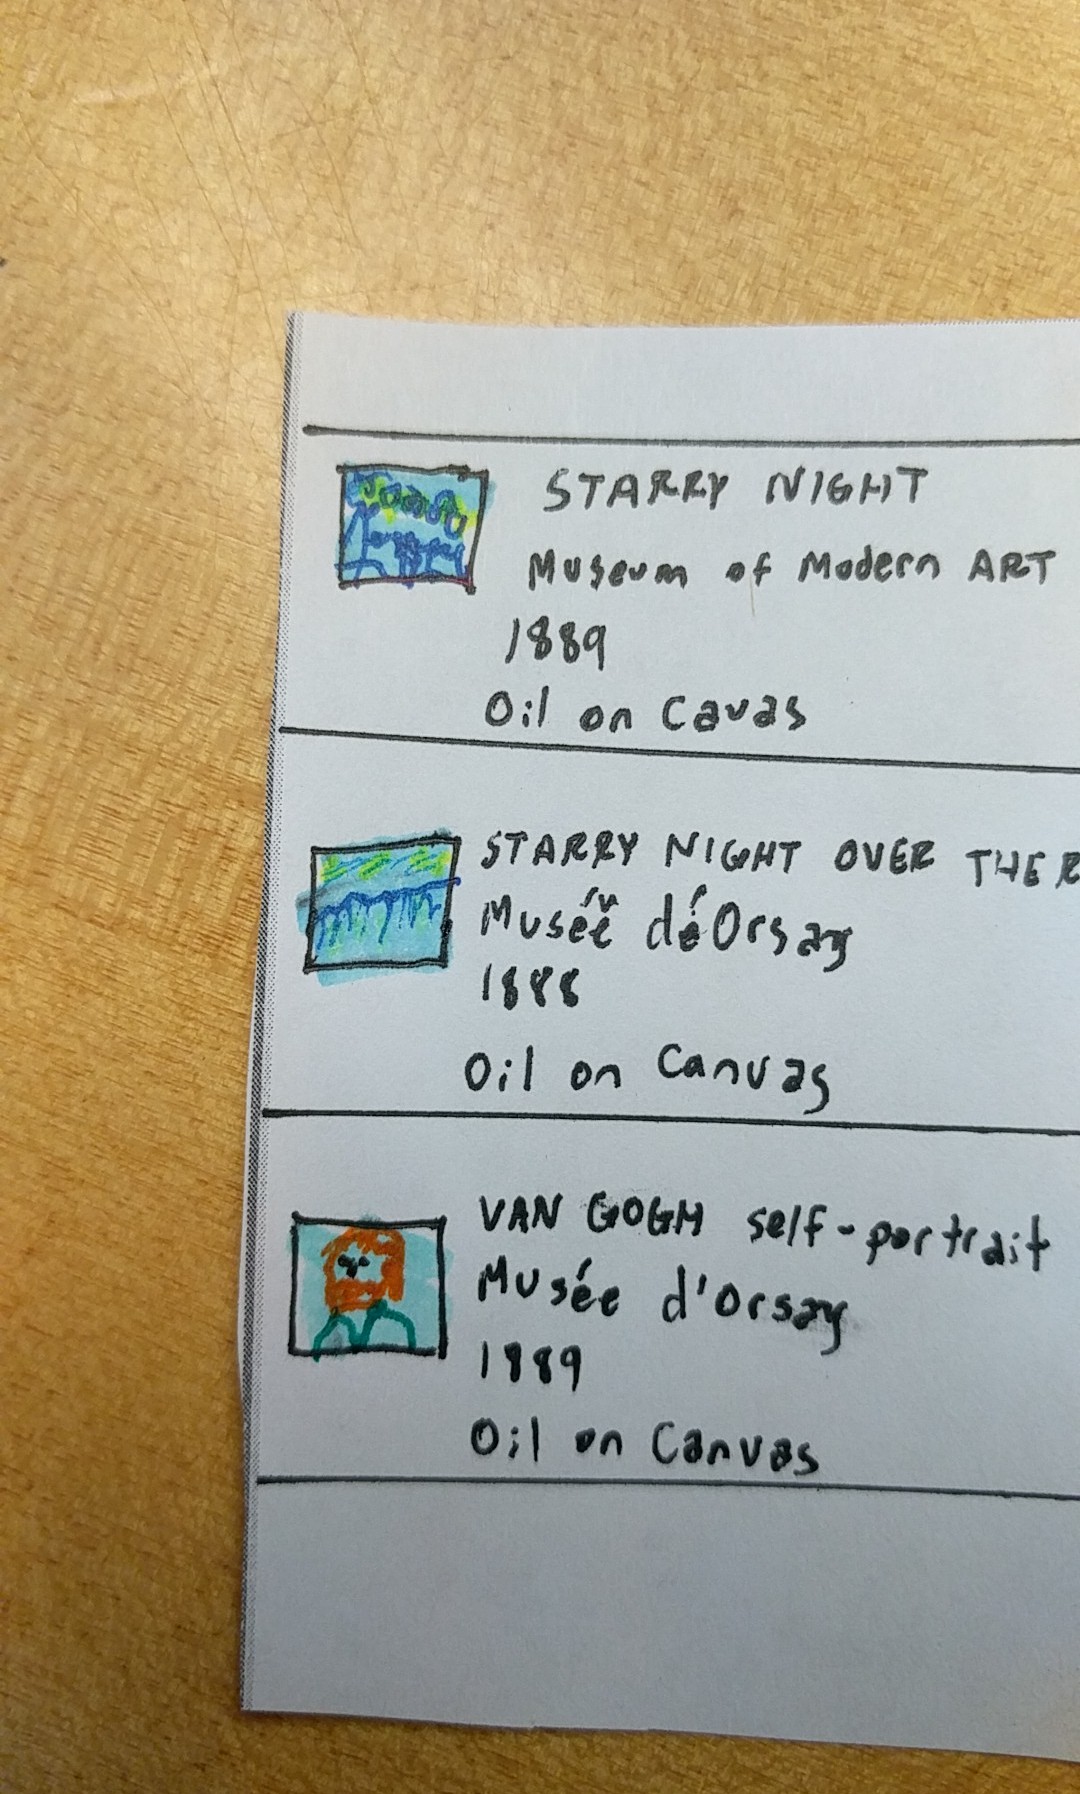 STARRY NIGHT
Museum of Modern ART
1889
Oil on Cavas
STARRY NIGHT OVER THE R
Musée déOrsay
1888
Oil on Canvas
VAN GOGH self-portrait
Musée d'Orsay
1889
Oil on Canvas